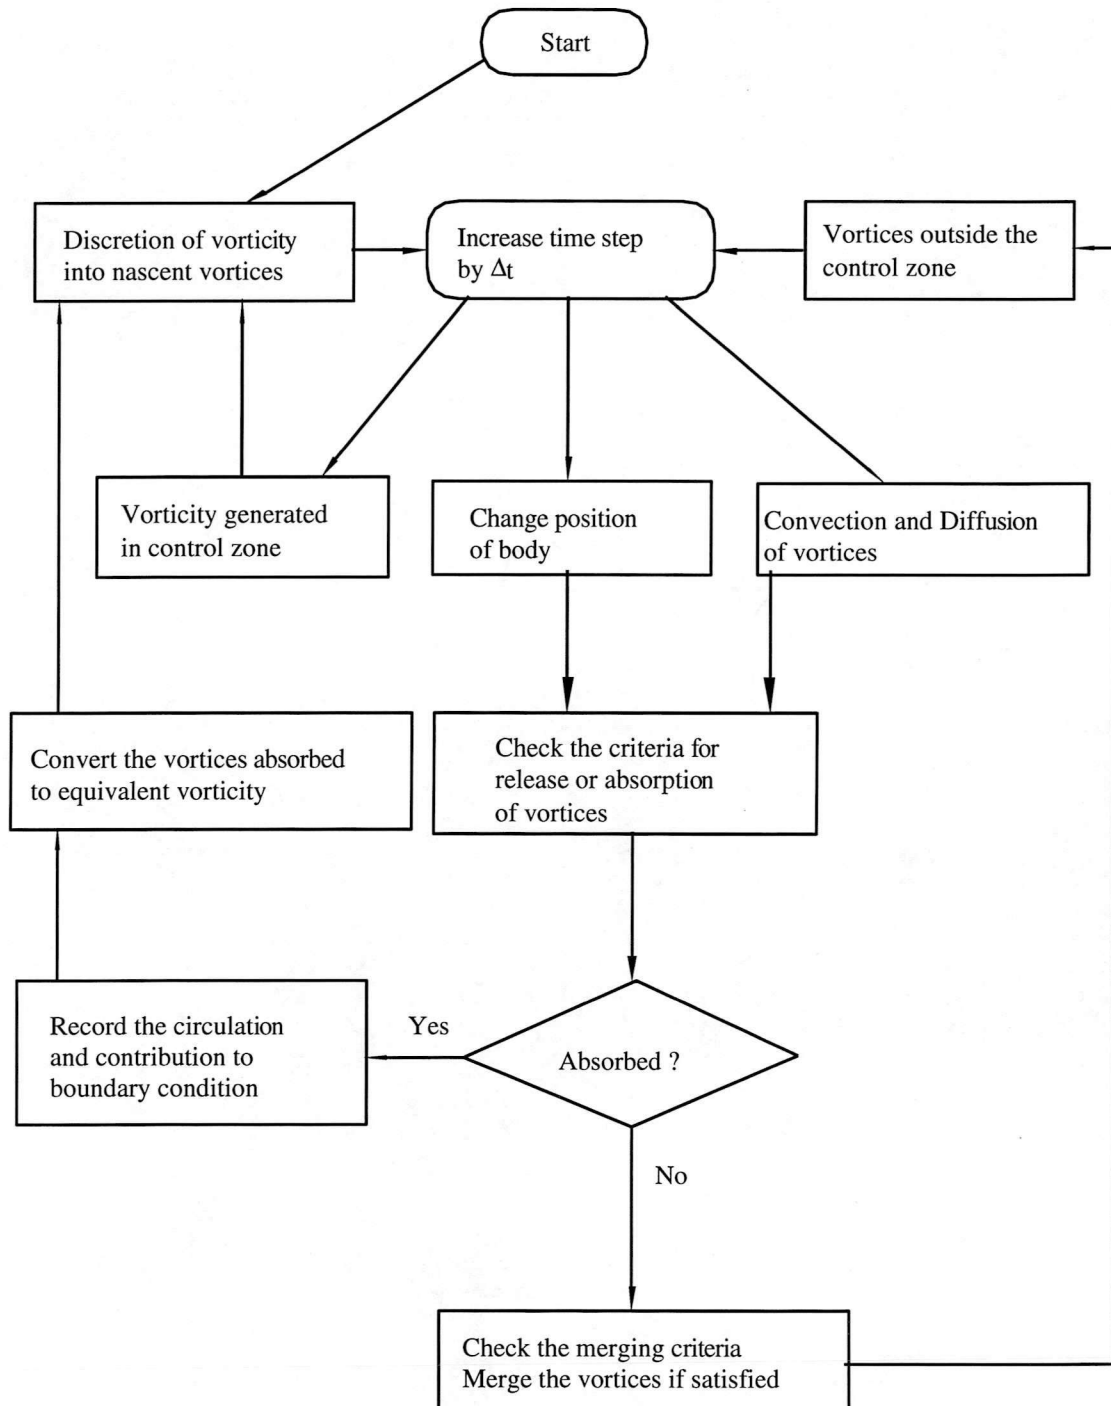 Start
Discretion of vorticity
into nascent vortices
Increase time step
by Δt
Vortices outside the
control zone
Vorticity generated
in control zone
Change position
of body
Convection and Diffusion
of vortices
Convert the vortices absorbed
to equivalent vorticity
Check the criteria for
release or absorption
of vortices
Record the circulation
and contribution to
boundary condition
Yes
Absorbed ?
No
Check the merging criteria
Merge the vortices if satisfied